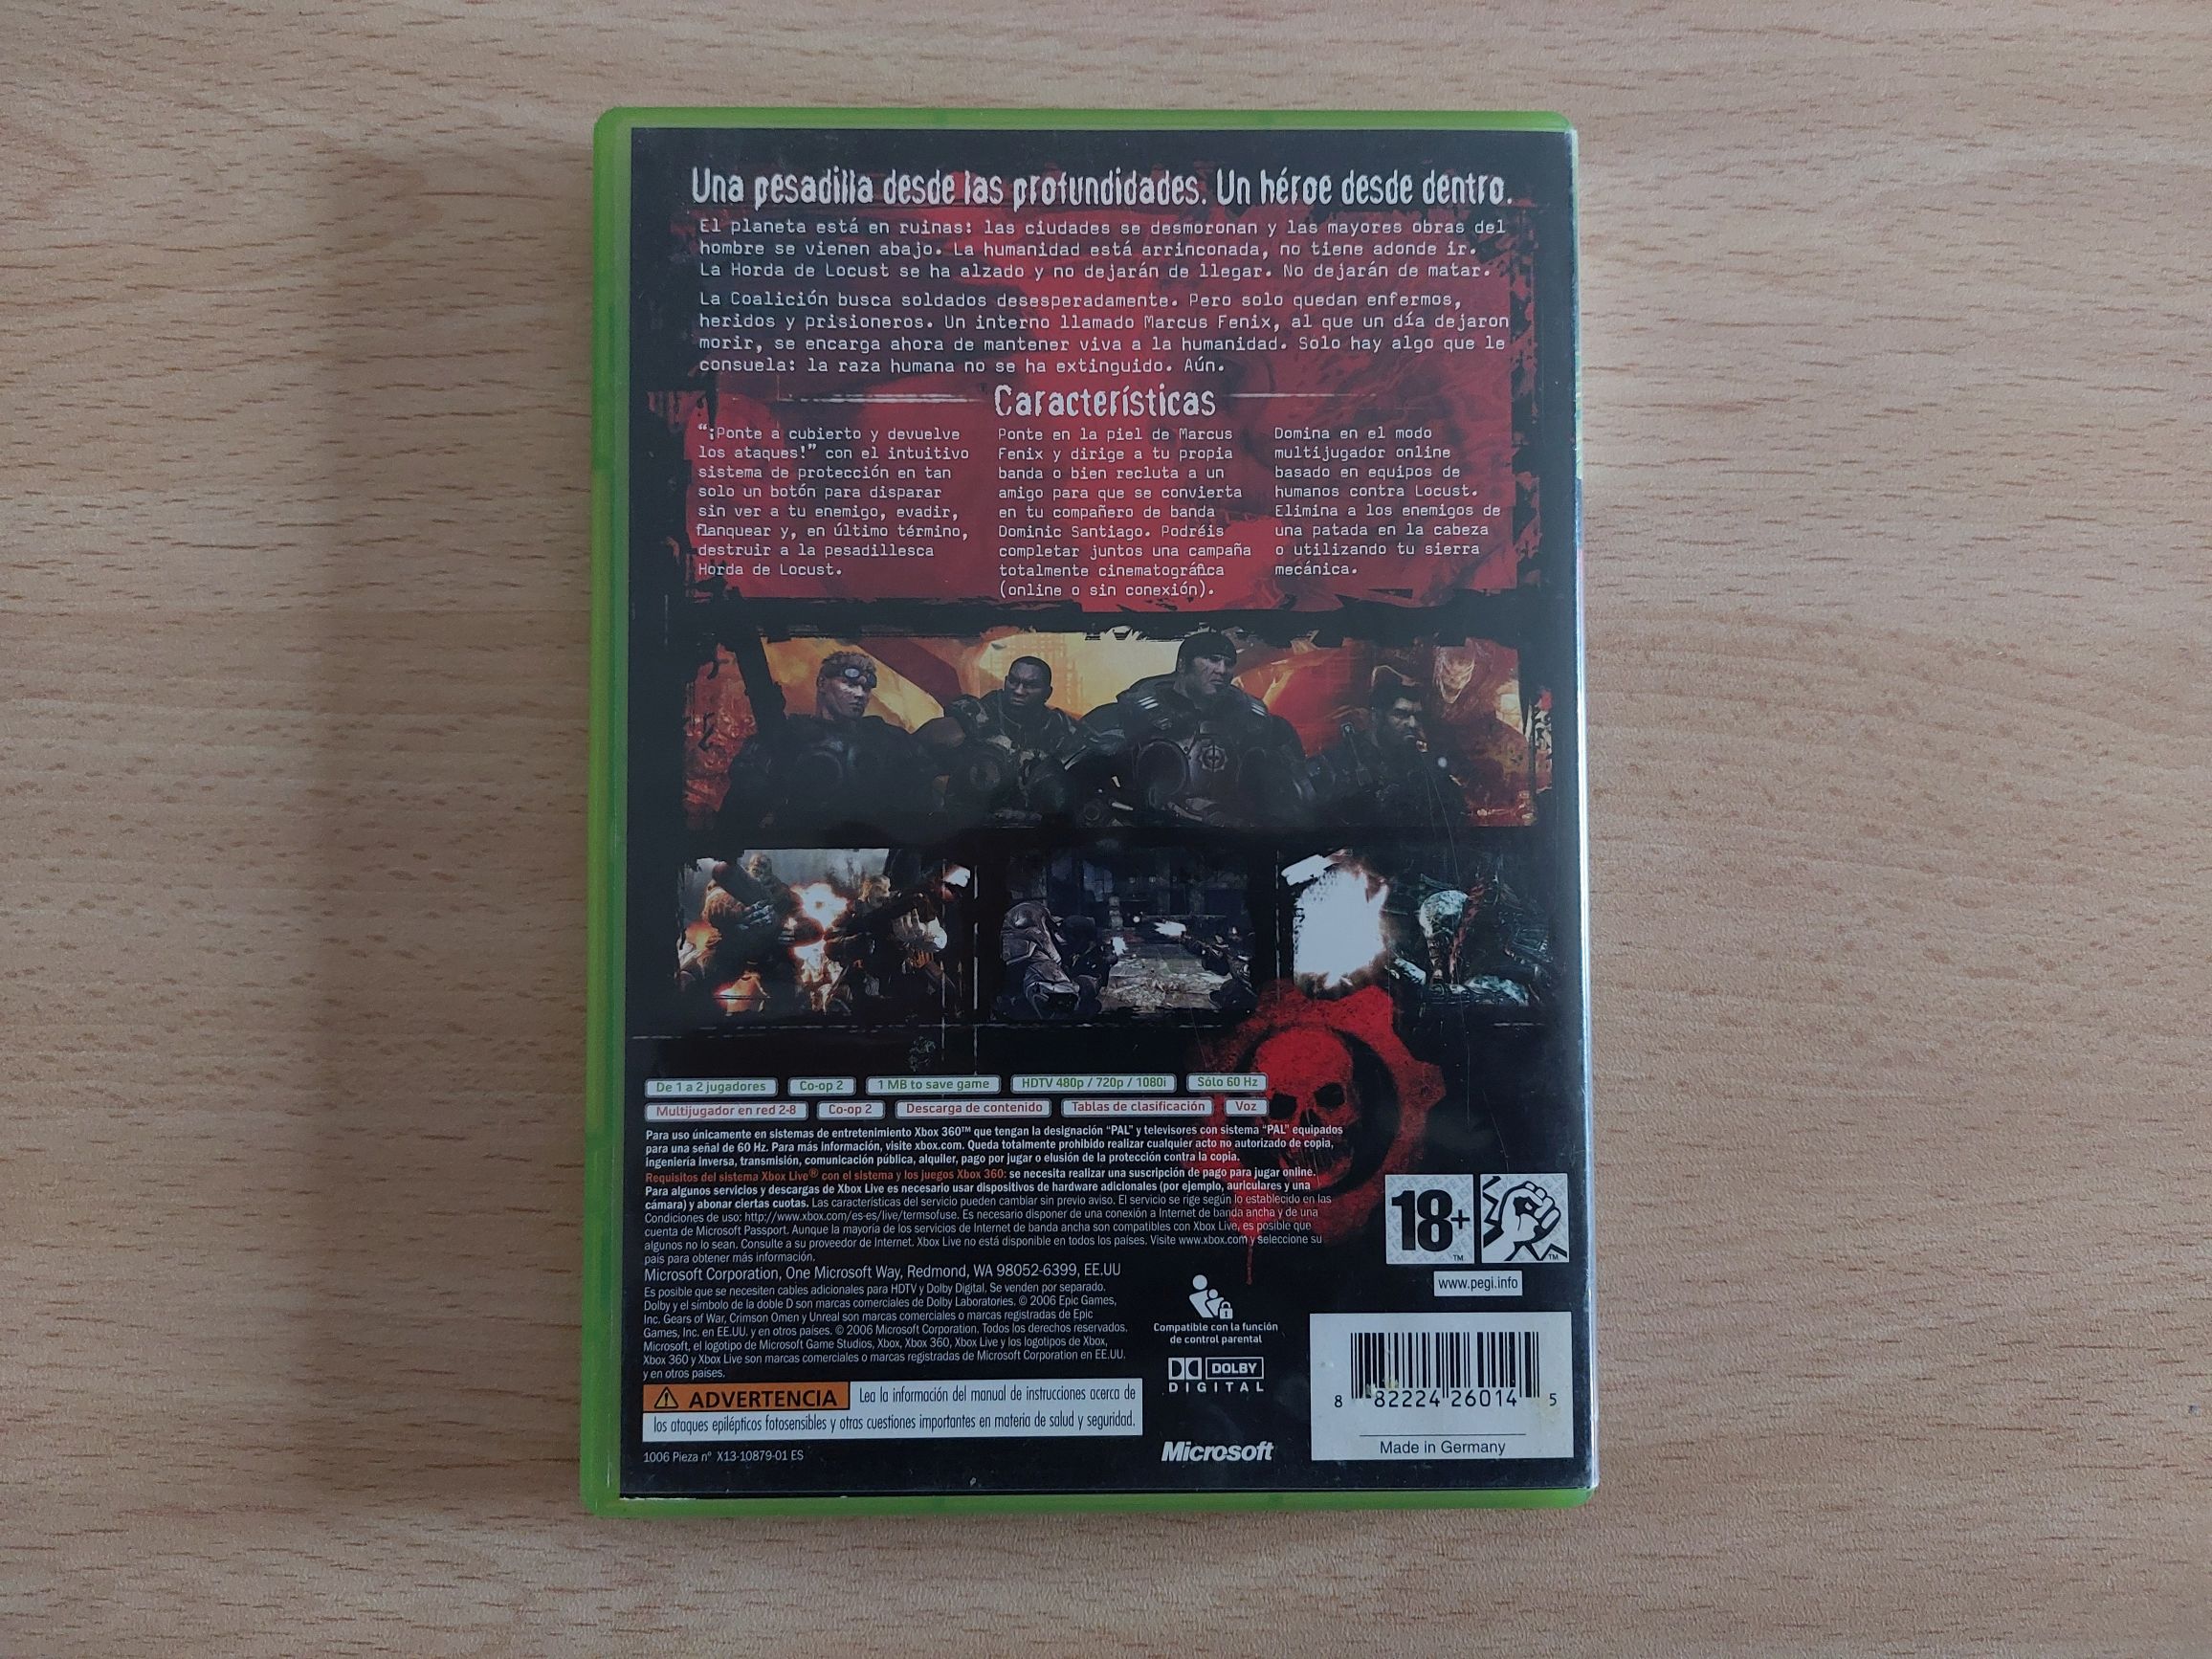 Una pesadilla desde las profundidades. Un héroe desde dentro.
El planeta está en ruinas: las ciudades se desmoronan y las mayores obras del
hombre se vienen abajo. La humanidad está arrinconada, no tiene adonde ir.
La Horda de Locust se ha alzado y no dejarán de llegar. No dejarán de matar.
La Coalición busca soldados desesperadamente. Pero solo quedan enfermos,
heridos y prisioneros. Un interno llamado Marcus Fenix, al que un día dejaron
morir, se encarga ahora de mantener viva a la humanidad. Solo hay algo que le
consuela: la raza humana no se ha extinguido. Aún.
Características
“¡Ponte a cubierto y devuelve
los ataques!” con el intuitivo
sistema de protección en tan
solo un botón para disparar
sin ver a tu enemigo, evadir,
flanquear y, en último término,
destruir a la pesadillesca
Horda de Locust.
Ponte en la piel de Marcus
Fenix y dirige a tu propia
banda o bien recluta a un
amigo para que se convierta
en tu compañero de banda
Dominic Santiago. Podréis
completar juntos una campaña
totalmente cinematográfica
(online o sin conexión).
Domina en el modo
multijugador online
basado en equipos de
humanos contra Locust.
Elimina a los enemigos de
una patada en la cabeza
o utilizando tu sierra
mecánica.
De 1 a 2 jugadores Co-op 2 1 MB to save game HDTV 480p / 720p / 1080i Sólo 60 Hz
Multijugador en red 2-8 Co-op 2 Descarga de contenido Tablas de clasificación Voz
Para uso únicamente en sistemas de entretenimiento Xbox 360™ que tengan la designación “PAL” y televisores con sistema “PAL” equipados
para una señal de 60 Hz. Para más información, visite xbox.com. Queda totalmente prohibido realizar cualquier acto no autorizado de copia,
ingeniería inversa, transmisión, comunicación pública, alquiler, pago por jugar o elusión de la protección contra la copia.
Requisitos del sistema Xbox Live® con el sistema y los juegos Xbox 360: se necesita realizar una suscripción de pago para jugar online.
Para algunos servicios y descargas de Xbox Live es necesario usar dispositivos de hardware adicionales (por ejemplo, auriculares y una
cámara) y abonar ciertas cuotas. Las características del servicio pueden cambiar sin previo aviso. El servicio se rige según lo establecido en las
Condiciones de uso: http://www.xbox.com/es-es/live/termsofuse. Es necesario disponer de una conexión a Internet de banda ancha y de una
cuenta de Microsoft Passport. Aunque la mayoría de los servicios de Internet de banda ancha son compatibles con Xbox Live, es posible que
algunos no lo sean. Consulte a su proveedor de Internet. Xbox Live no está disponible en todos los países. Visite www.xbox.com y seleccione su
país para obtener más información.
Microsoft Corporation, One Microsoft Way, Redmond, WA 98052-6399, EE.UU
Es posible que se necesiten cables adicionales para HDTV y Dolby Digital. Se venden por separado.
Dolby y el símbolo de la doble D son marcas comerciales de Dolby Laboratories. © 2006 Epic Games,
Inc. Gears of War, Crimson Omen y Unreal son marcas comerciales o marcas registradas de Epic
Games, Inc. en EE.UU. y en otros países. © 2006 Microsoft Corporation. Todos los derechos reservados.
Microsoft, el logotipo de Microsoft Game Studios, Xbox, Xbox 360, Xbox Live y los logotipos de Xbox,
Xbox 360 y Xbox Live son marcas comerciales o marcas registradas de Microsoft Corporation en EE.UU.
y en otros países.
ADVERTENCIA Lea la información del manual de instrucciones acerca de
los ataques epilépticos fotosensibles y otras cuestiones importantes en materia de salud y seguridad.
1006 Pieza nº X13-10879-01 ES
Compatible con la función
de control parental
DOLBY
DIGITAL
Microsoft
18+ ™ ™
www.pegi.info
8 82224 26014 5
Made in Germany